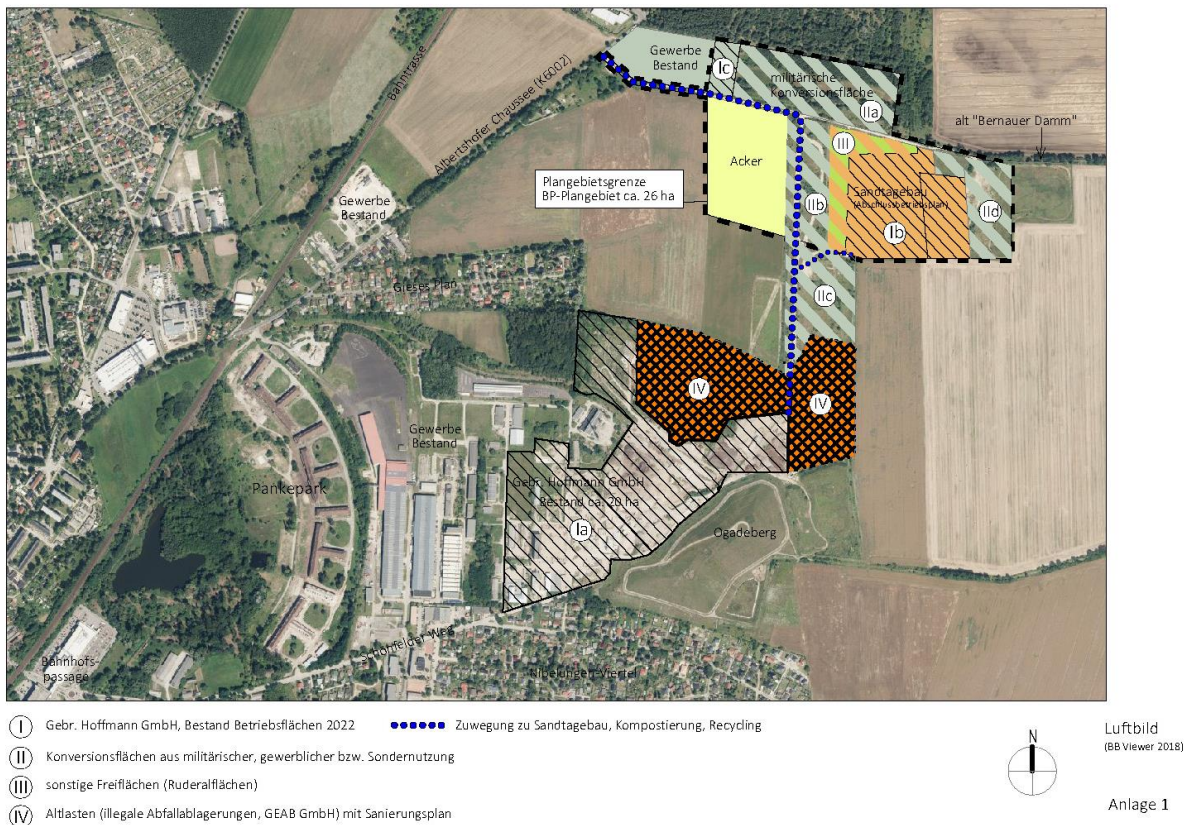 Gewerbe
Bestand
Ic
militärische
Konversionsfläche
IIa
Bahntrasse
Albertshofer Chaussee (K6002)
alt "Bernauer Damm"
III
Acker
Plangebietsgrenze
BP-Plangebiet ca. 26 ha
Sandtagebau
(Abschlussbetriebsplan)
IIb
Ib
IId
Gewerbe
Bestand
Gieses Plan
IIc
IV
IV
Gewerbe
Bestand
Pankepark
Gebr. Hoffmann GmbH
Bestand ca. 20 ha
Ia
Ogadeberg
Schönfelder Weg
Bahnhofs-
passage
Nibelungen-Viertel
I Gebr. Hoffmann GmbH, Bestand Betriebsflächen 2022
Zuwegung zu Sandtagebau, Kompostierung, Recycling
II Konversionsflächen aus militärischer, gewerblicher bzw. Sondernutzung
III sonstige Freiflächen (Ruderalflächen)
IV Altlasten (illegale Abfallablagerungen, GEAB GmbH) mit Sanierungsplan
N
Luftbild
(BB Viewer 2018)
Anlage 1